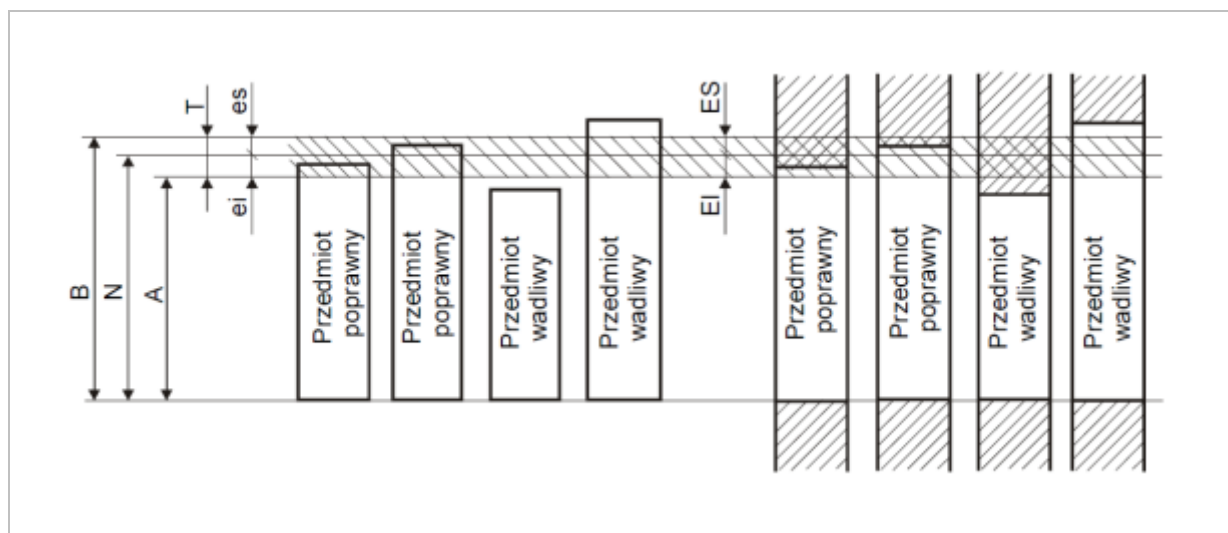 T
es
ES
B
N
A
ei
EI
Przedmiot
poprawny
Przedmiot
poprawny
Przedmiot
wadliwy
Przedmiot
wadliwy
Przedmiot
poprawny
Przedmiot
poprawny
Przedmiot
wadliwy
Przedmiot
wadliwy